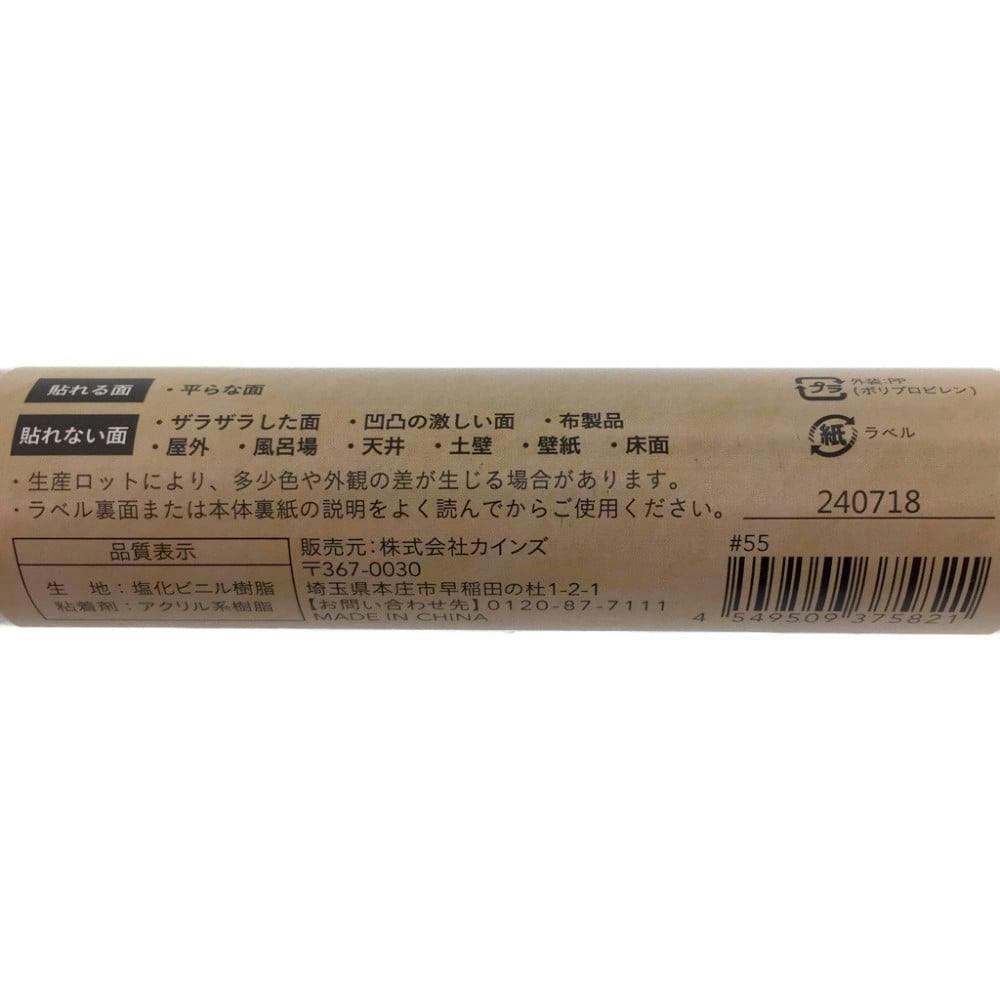 貼れる面 ・平らな面
貼れない面 ・ザラザラした面 ・凹凸の激しい面 ・布製品
・屋外 ・風呂場 ・天井 ・土壁 ・壁紙 ・床面
・生産ロットにより、多少色や外観の差が生じる場合があります。
・ラベル裏面または本体裏紙の説明をよく読んでからご使用ください。
品質表示
生 地：塩化ビニル樹脂
粘着剤：アクリル系樹脂
販売元：株式会社カインズ
〒367-0030
埼玉県本庄市早稲田の杜1-2-1
【お問い合わせ先】0120-87-7111
MADE IN CHINA
プラ 外装:PP
(ポリプロピレン)
紙 ラベル
240718
#55
4 549509 375821